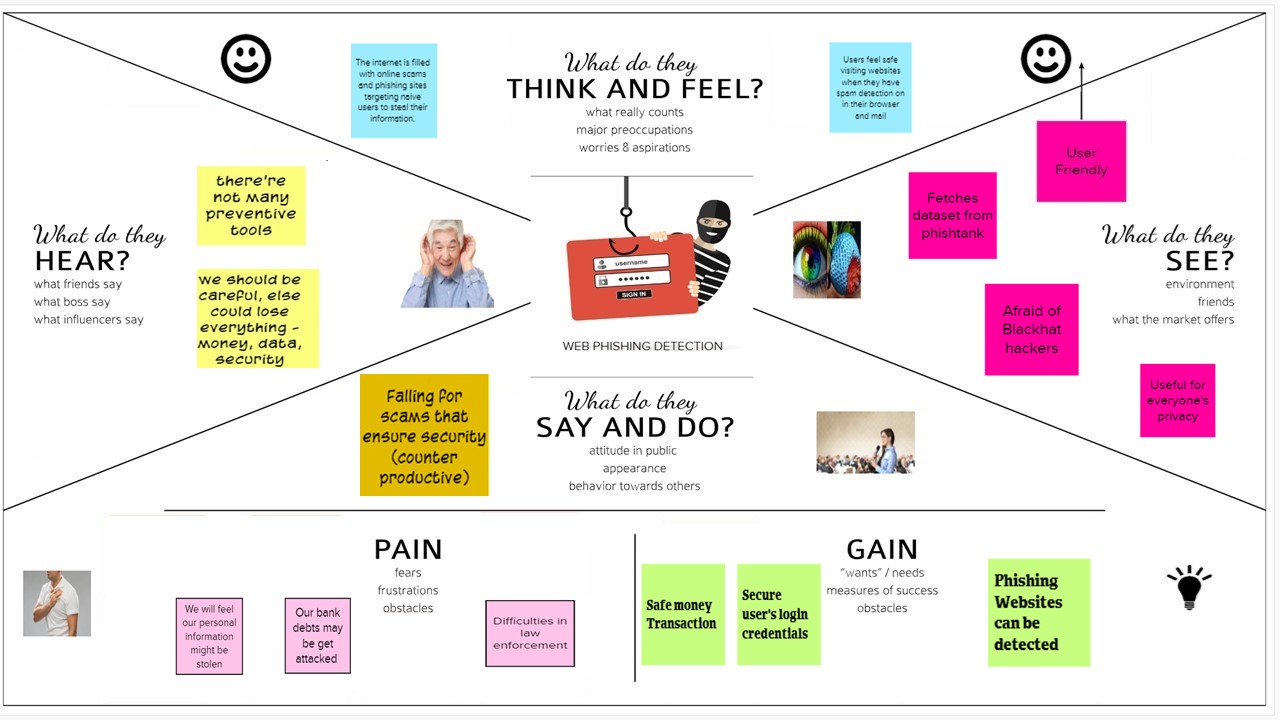 What do they
THINK AND FEEL?
what really counts
major preoccupations
worries & aspirations
The internet is filled
with online scams
and phishing sites
targeting naive
users to steal their
information.
Users feel safe
visiting websites
when they have
spam detection on
in their browser
and mail
What do they
HEAR?
what friends say
what boss say
what influencers say
there're
not many
preventive
tools
we should be
careful, else
could lose
everything -
money, data,
security
username
SIGN IN
WEB PHISHING DETECTION
What do they
SEE?
environment
friends
what the market offers
User
Friendly
Fetches
dataset from
phishtank
Afraid of
Blackhat
hackers
Useful for
everyone's
privacy
What do they
SAY AND DO?
attitude in public
appearance
behavior towards others
Falling for
scams that
ensure security
(counter
productive)
PAIN
fears
frustrations
obstacles
We will feel
our personal
information
might be
stolen
Our bank
debts may
be get
attacked
Difficulties in
law
enforcement
GAIN
"wants" / needs
measures of success
obstacles
Safe money
Transaction
Secure
user's login
credentials
Phishing
Websites
can be
detected